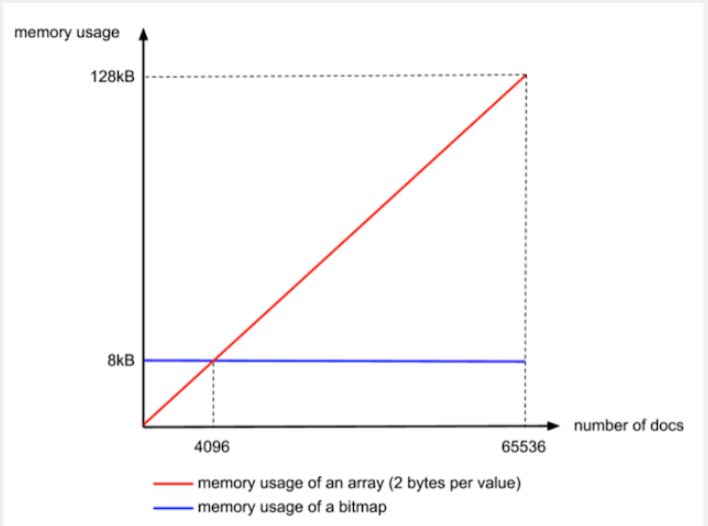 memory usage
128kB
8kB
number of docs
4096
65536
memory usage of an array (2 bytes per value)
memory usage of a bitmap